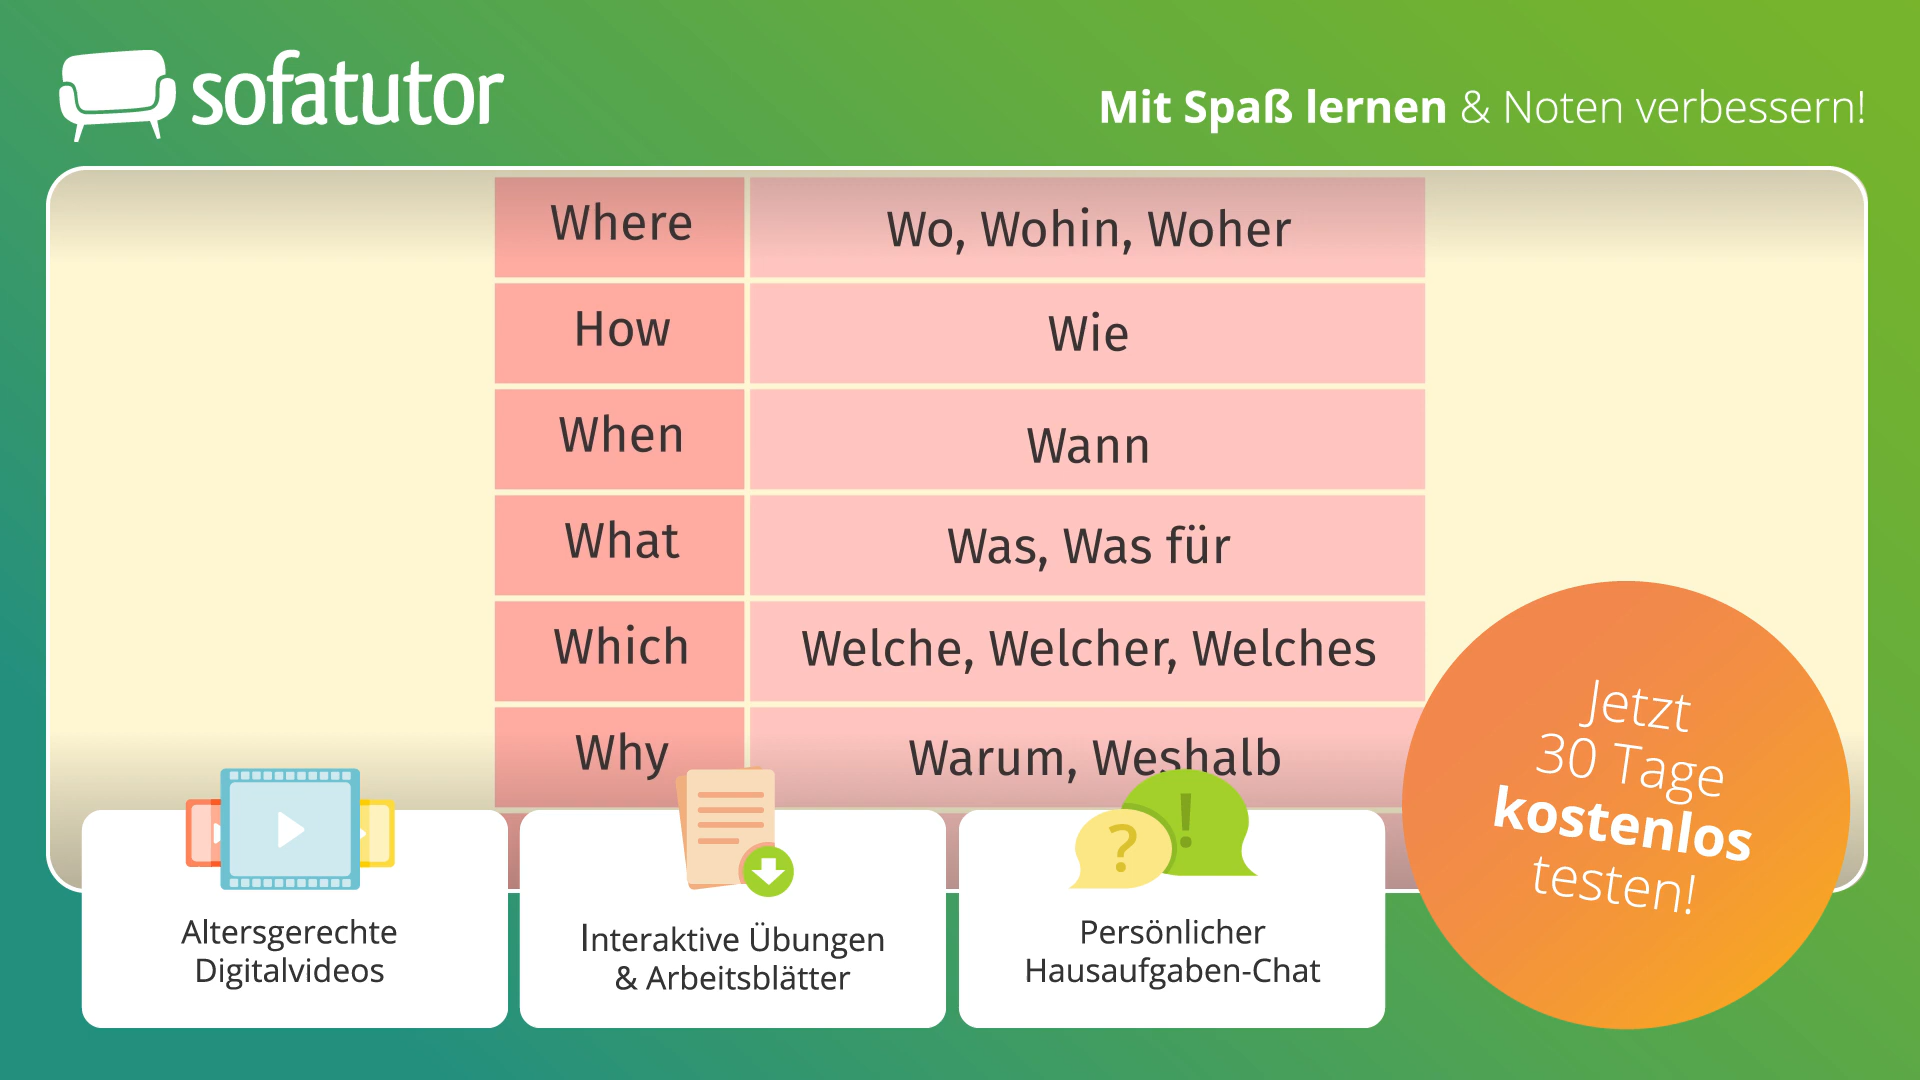 sofatutor
Mit Spaß lernen & Noten verbessern!
Where Wo, Wohin, Woher
How Wie
When Wann
What Was, Was für
Which Welche, Welcher, Welches
Why Warum, Weshalb
? !
Altersgerechte
Digitalvideos
Interaktive Übungen
& Arbeitsblätter
Persönlicher
Hausaufgaben-Chat
Jetzt
30 Tage
kostenlos
testen!